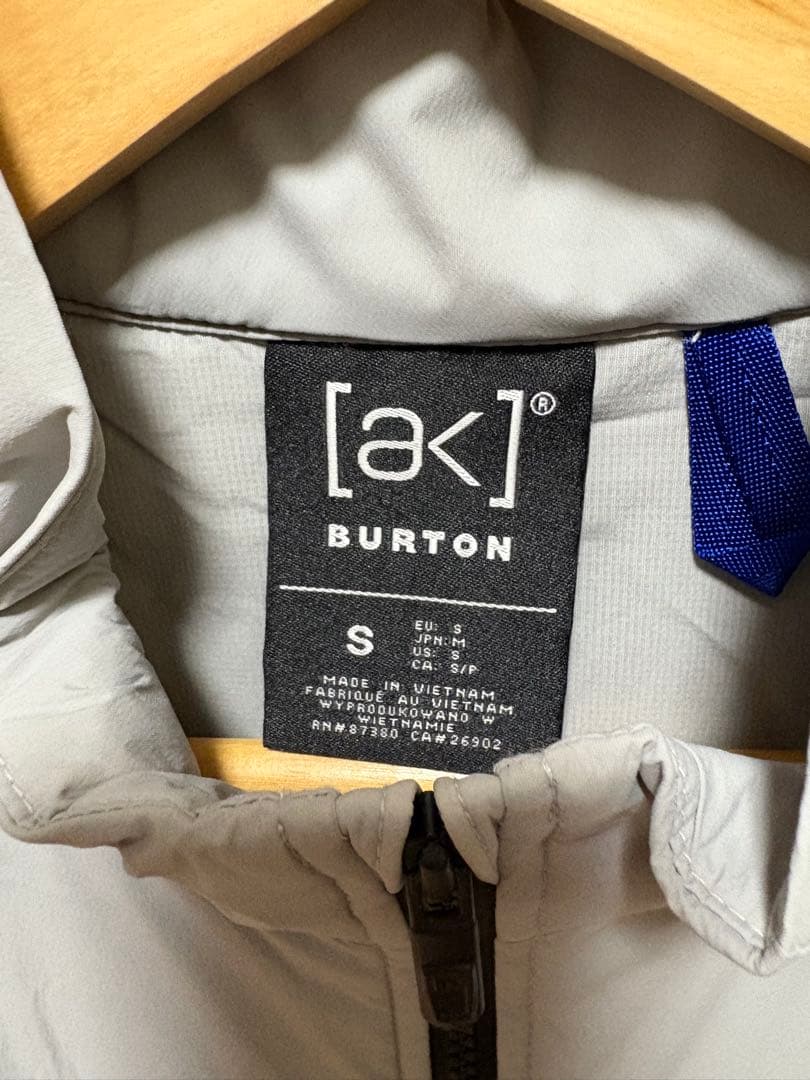 [ak]®
BURTON
S
EU: S
JPN: M
US: S
CA: S/P
MADE IN VIETNAM
FABRIQUÉ AU VIETNAM
WYPRODUKOWANO W
WIETNAMIE
RN#87380 CA#26902